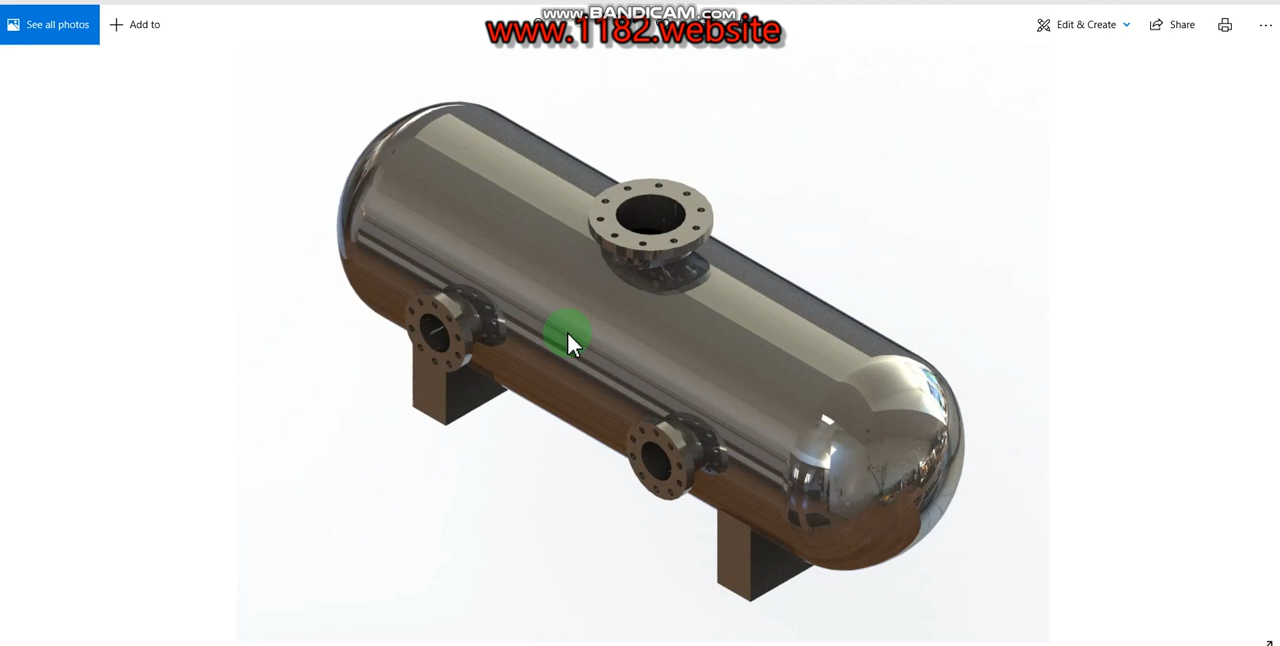 See all photos
Add to
www.BANDICAM.com
www.1182.website
Edit & Create
Share